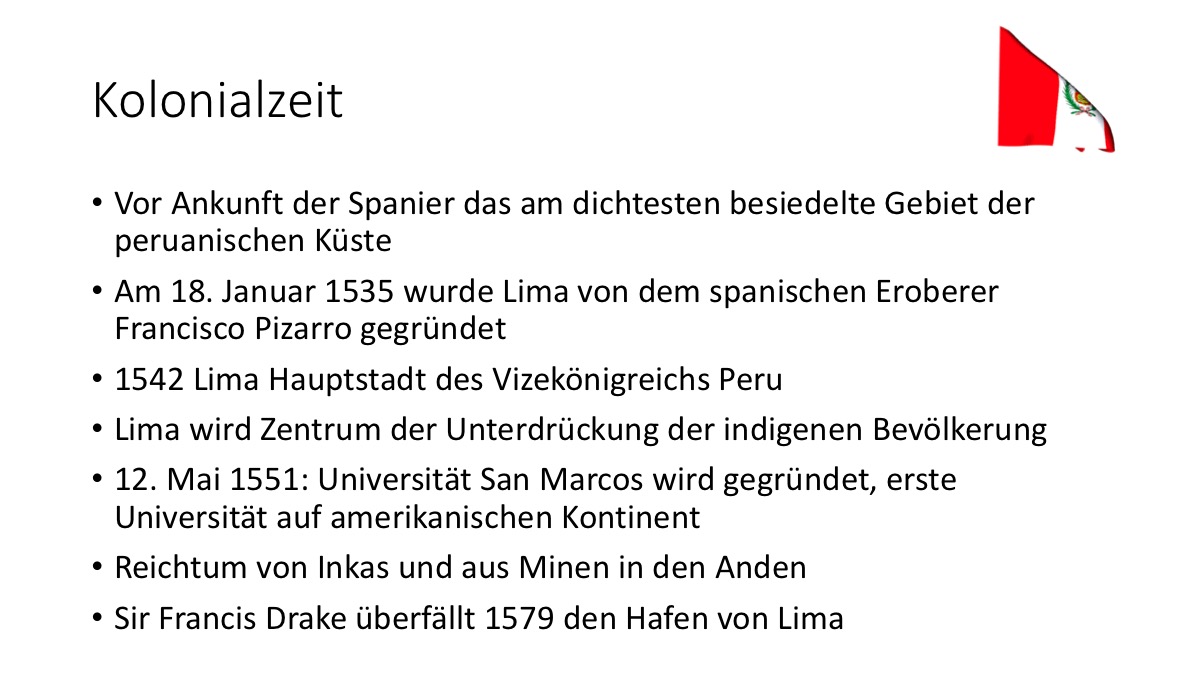 Kolonialzeit
• Vor Ankunft der Spanier das am dichtesten besiedelte Gebiet der
peruanischen Küste
• Am 18. Januar 1535 wurde Lima von dem spanischen Eroberer
Francisco Pizarro gegründet
• 1542 Lima Hauptstadt des Vizekönigreichs Peru
• Lima wird Zentrum der Unterdrückung der indigenen Bevölkerung
• 12. Mai 1551: Universität San Marcos wird gegründet, erste
Universität auf amerikanischen Kontinent
• Reichtum von Inkas und aus Minen in den Anden
• Sir Francis Drake überfällt 1579 den Hafen von Lima